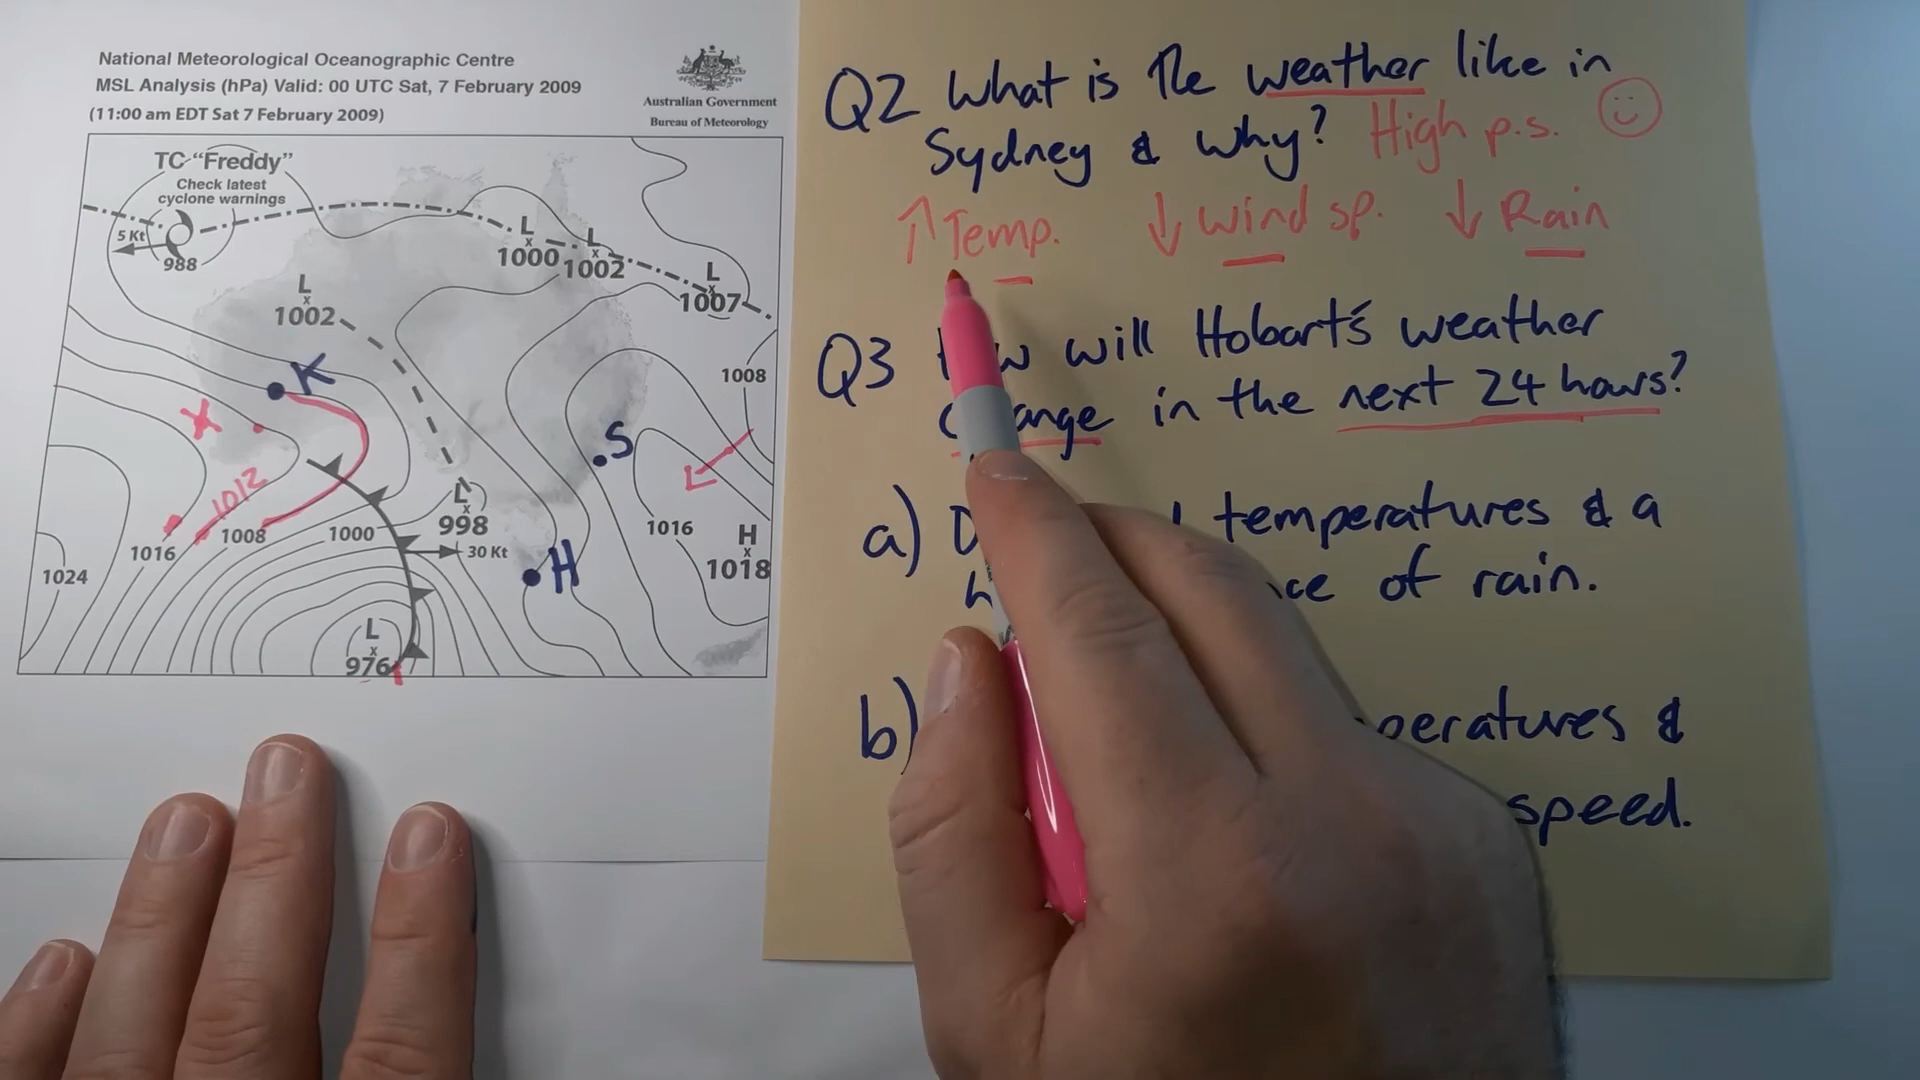 National Meteorological Oceanographic Centre
MSL Analysis (hPa) Valid: 00 UTC Sat, 7 February 2009
(11:00 am EDT Sat 7 February 2009)
Australian Government
Bureau of Meteorology
TC "Freddy"
Check latest
cyclone warnings
5 Kt
988
L
1000
L
1002
L
1007
L
1002
K
1008
S
1012
L
998
1016
H
1018
1016
1008
1000
30 Kt
H
1024
L
976
Q2 What is the weather like in
Sydney & why? High p.s.
↑ Temp. ↓ Wind sp. ↓ Rain
Q3 will Hobart's weather
in the next 24 hours?
a) temperatures & a
of rain.
b) &
speed.